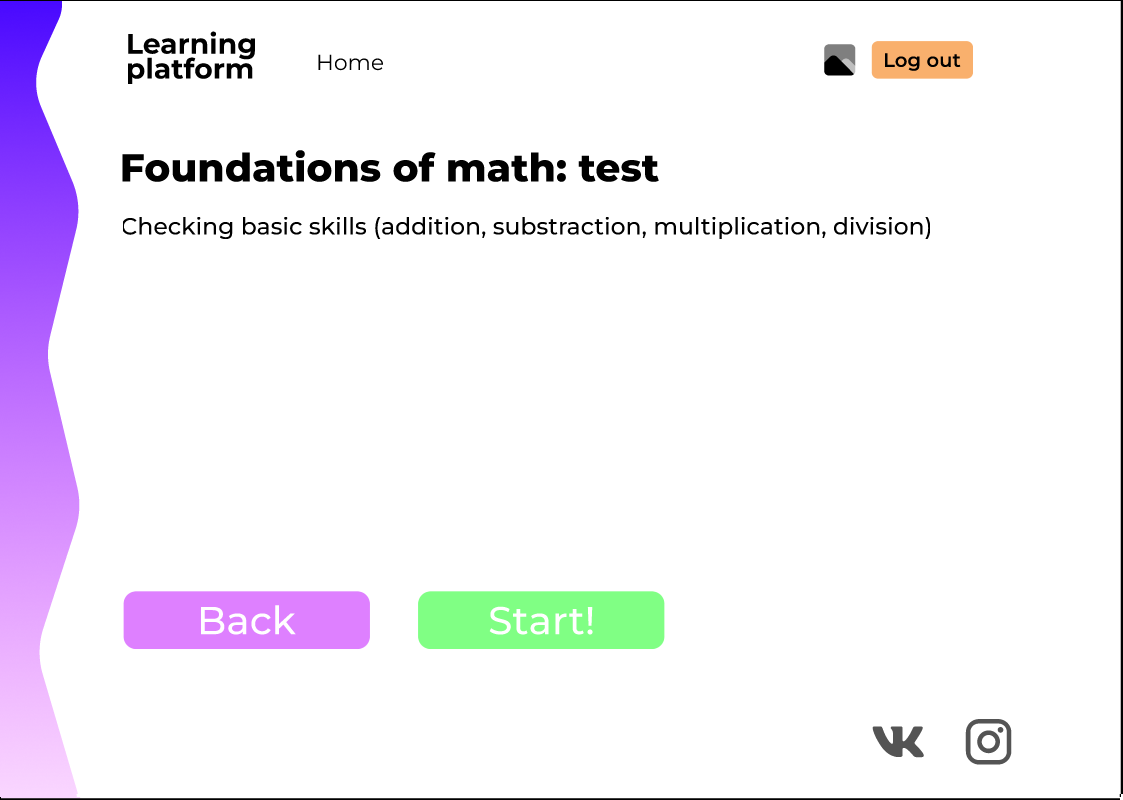 Learning
platform
Home
Log out
Foundations of math: test
Checking basic skills (addition, substraction, multiplication, division)
Back
Start!